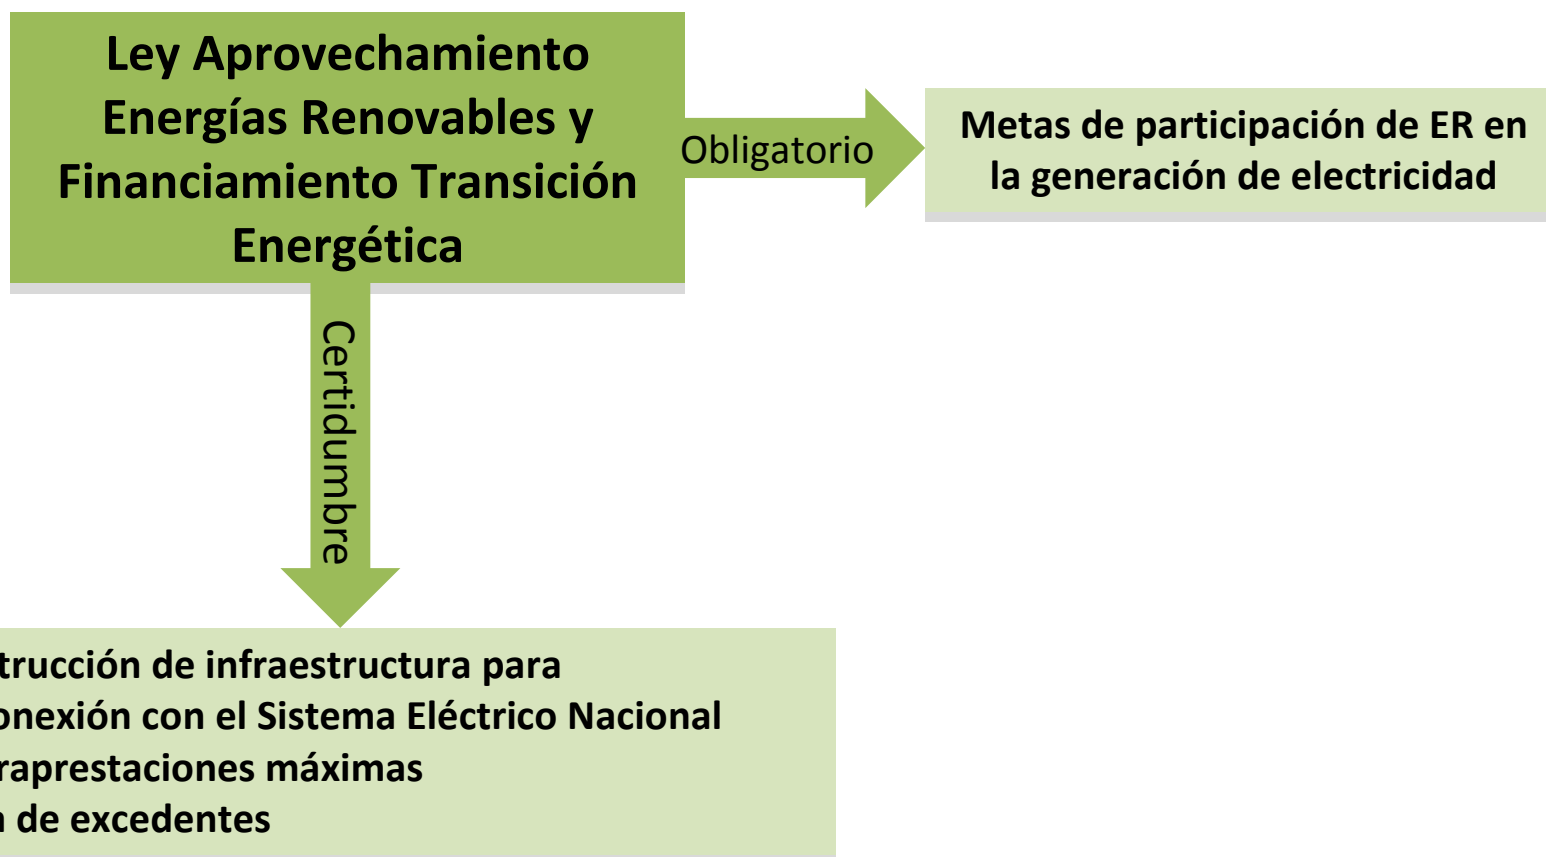 Ley Aprovechamiento
Energías Renovables y
Financiamiento Transición
Energética
Obligatorio
Metas de participación de ER en
la generación de electricidad
Certidumbre
trucción de infraestructura para
onexión con el Sistema Eléctrico Nacional
raprestaciones máximas
de excedentes